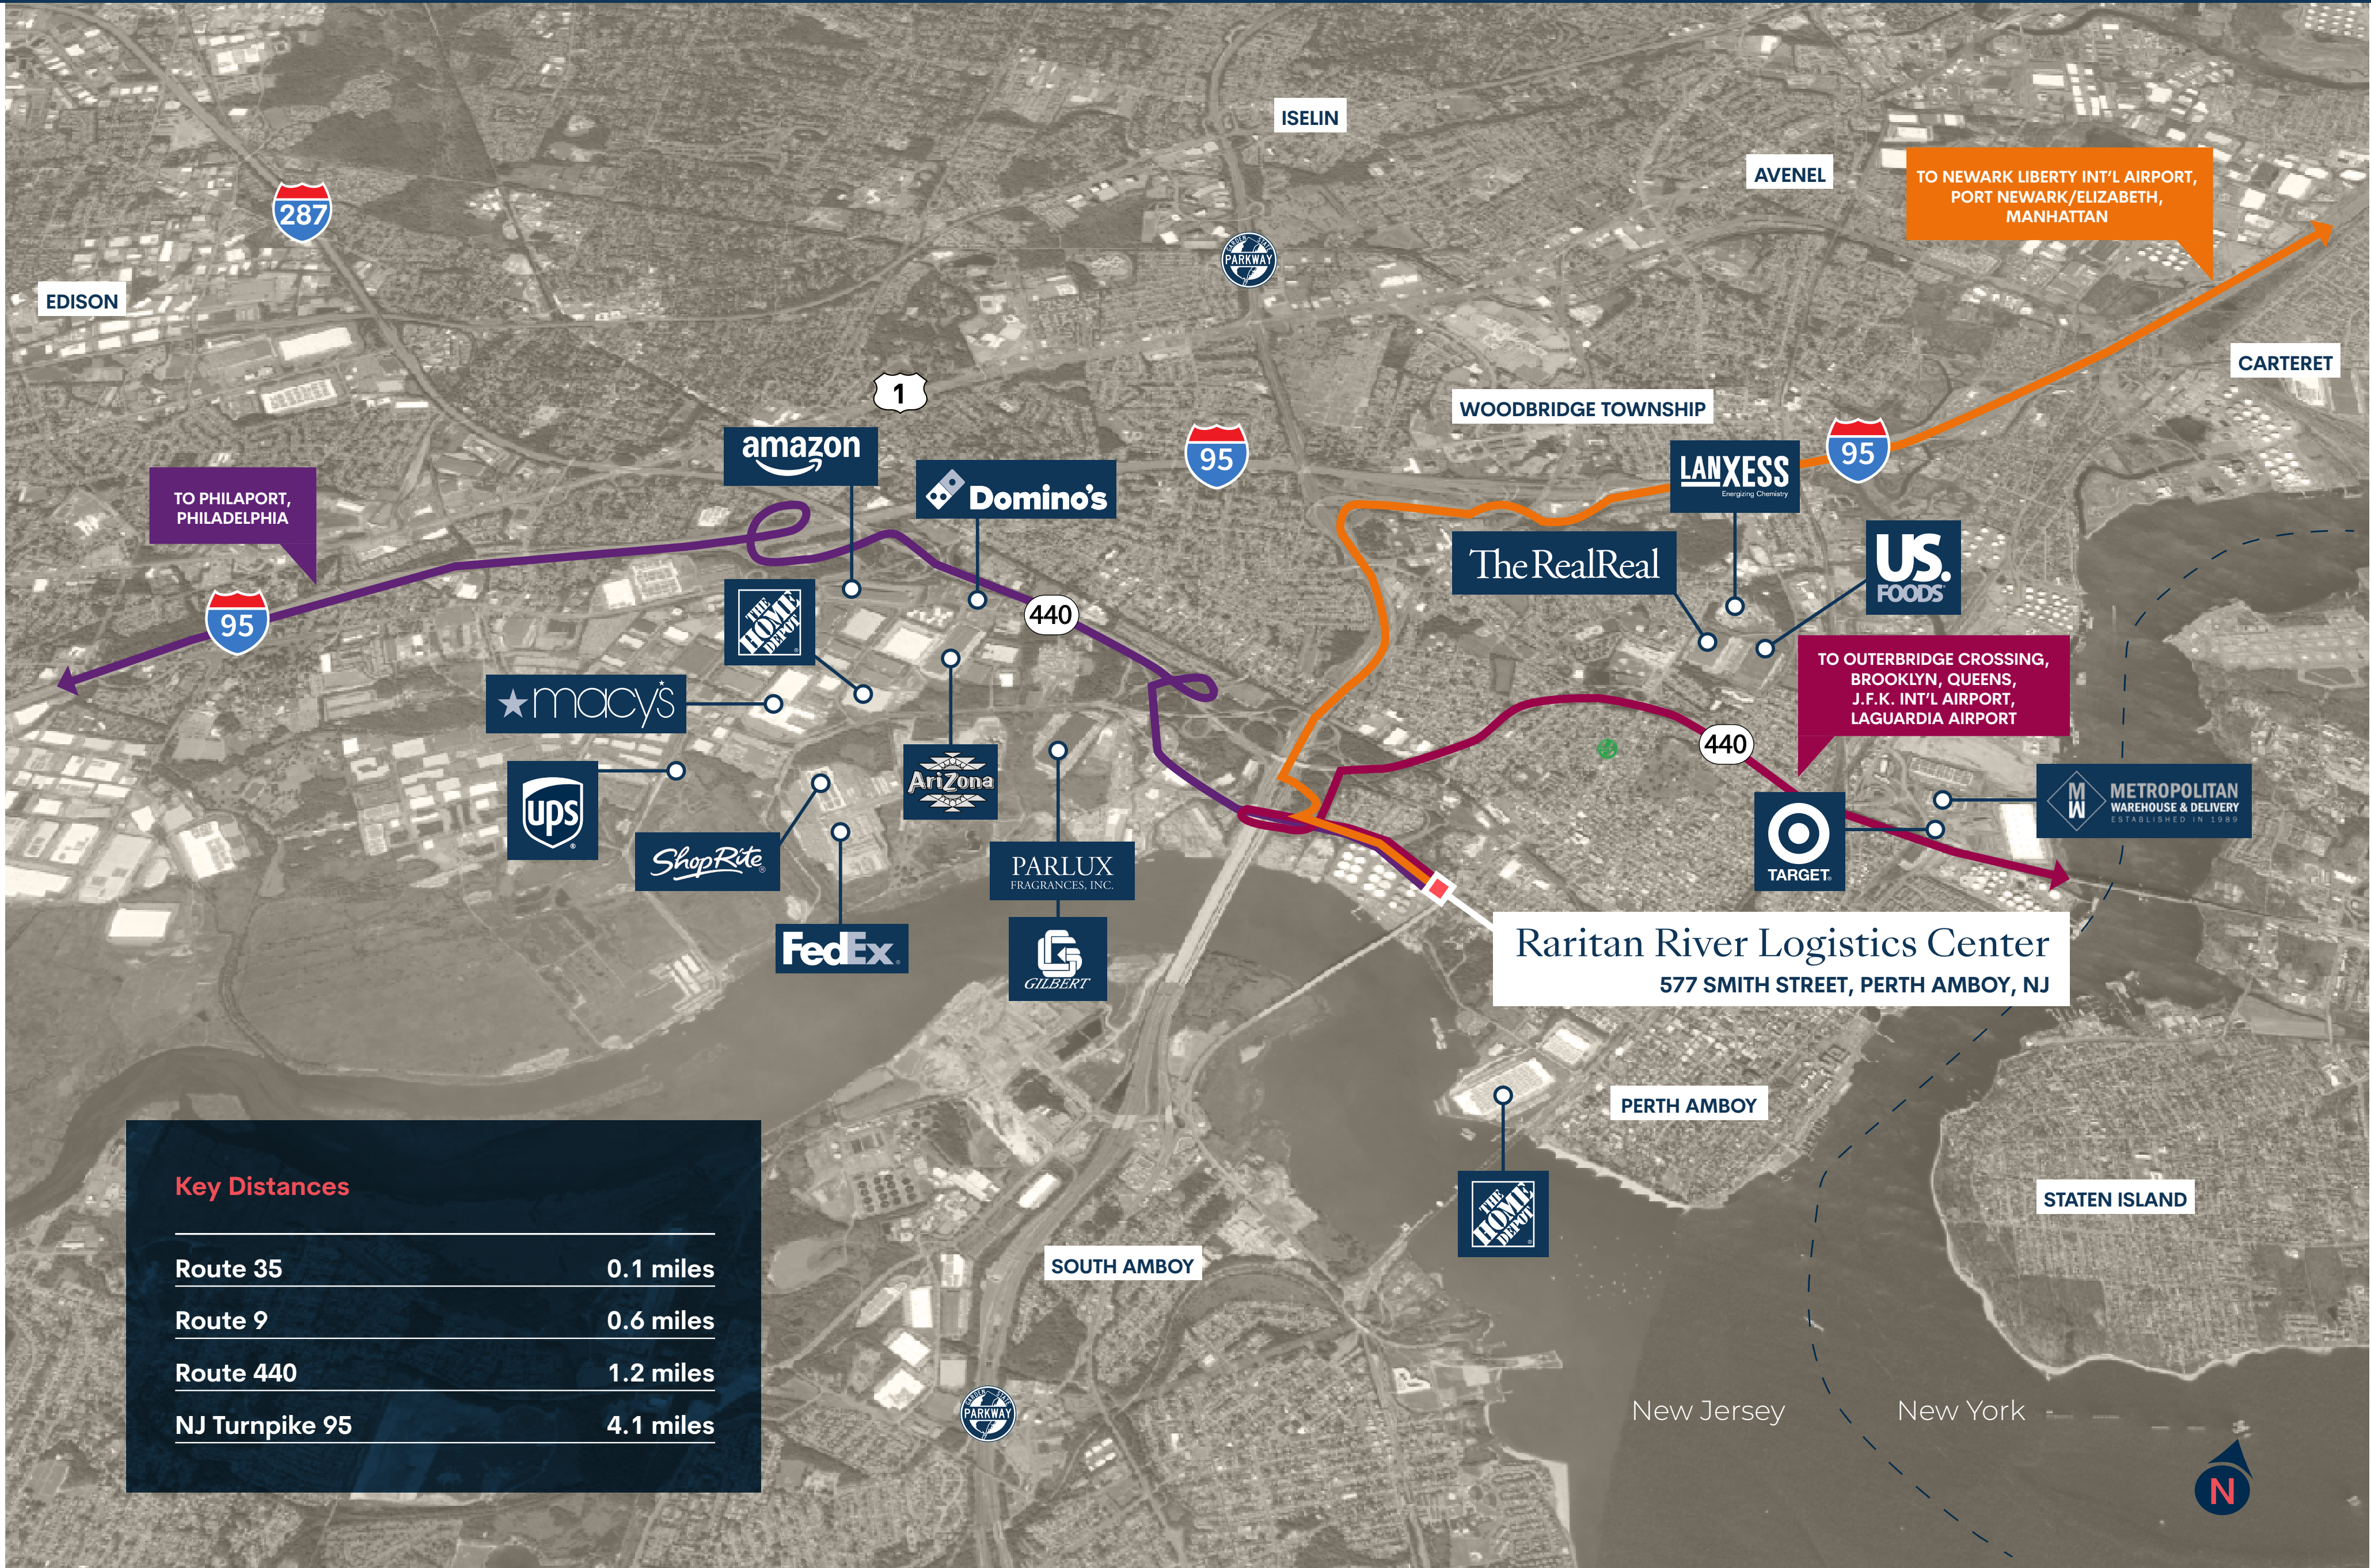 ISELIN
AVENEL
TO NEWARK LIBERTY INT'L AIRPORT,
PORT NEWARK/ELIZABETH,
MANHATTAN
287
GARDEN STATE
PARKWAY
EDISON
CARTERET
1
WOODBRIDGE TOWNSHIP
amazon
95
95
LANXESS
Energizing Chemistry
TO PHILAPORT,
PHILADELPHIA
Domino's
The RealReal
US.
FOODS
95
THE
HOME
DEPOT
440
TO OUTERBRIDGE CROSSING,
BROOKLYN, QUEENS,
J.F.K. INT'L AIRPORT,
LAGUARDIA AIRPORT
macy's
440
AriZona
ups
METROPOLITAN
WAREHOUSE & DELIVERY
ESTABLISHED IN 1989
MW
TARGET
ShopRite
PARLUX
FRAGRANCES, INC.
FedEx
GILBERT
Raritan River Logistics Center
577 SMITH STREET, PERTH AMBOY, NJ
PERTH AMBOY
THE
HOME
DEPOT
STATEN ISLAND
SOUTH AMBOY
Key Distances
Route 35 0.1 miles
Route 9 0.6 miles
Route 440 1.2 miles
NJ Turnpike 95 4.1 miles
GARDEN STATE
PARKWAY
New Jersey
New York
N